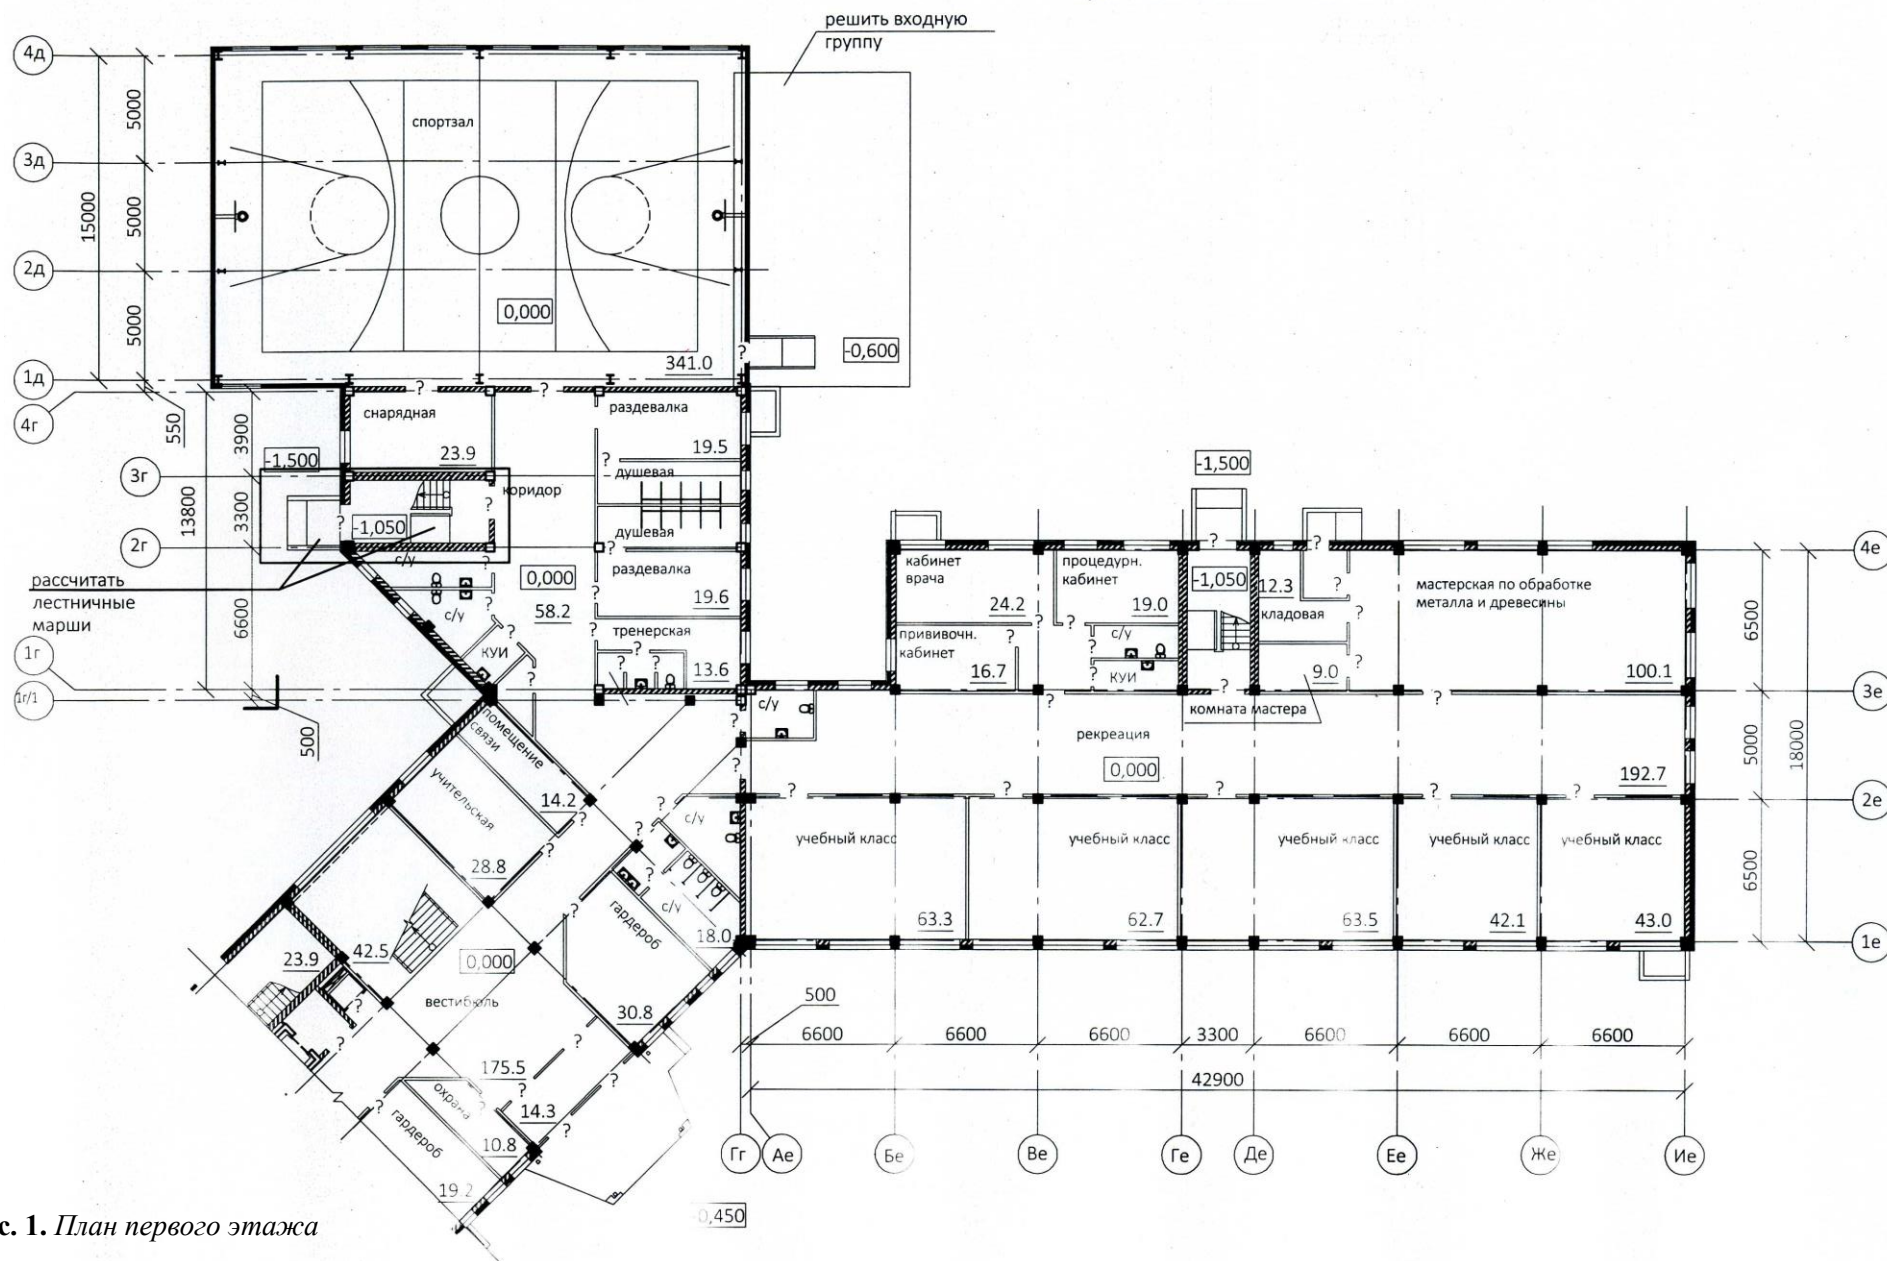 решить входную
группу
4д
3д
2д
1д
4г
3г
2г
1г
1г/1
5000
5000
5000
15000
550
3900
3300
6600
13800
500
спортзал
0,000
341.0
-0,600
снарядная
23.9
раздевалка
19.5
душевая
душевая
раздевалка
19.6
тренерская
13.6
коридор
-1,500
-1,050
рассчитать
лестничные
марши
с/у
с/у
0,000
58.2
КУИ
помещение
связи
14.2
учительская
28.8
42.5
23.9
0,000
вестибюль
175.5
охрана
10.8
14.3
гардероб
19.2
гардероб
30.8
с/у
с/у
18.0
с/у
-0,450
кабинет
врача
24.2
процедурн.
кабинет
19.0
прививочн.
кабинет
16.7
с/у
КУИ
-1,500
-1,050
12.3
кладовая
9.0
комната мастера
мастерская по обработке
металла и древесины
100.1
рекреация
0,000
192.7
учебный класс
63.3
учебный класс
62.7
учебный класс
63.5
учебный класс
42.1
учебный класс
43.0
4е
3е
2е
1е
6500
5000
6500
18000
500
6600
6600
6600
3300
6600
6600
6600
42900
Гг
Ае
Бе
Ве
Ге
Де
Ее
Же
Ие
с. 1. План первого этажа